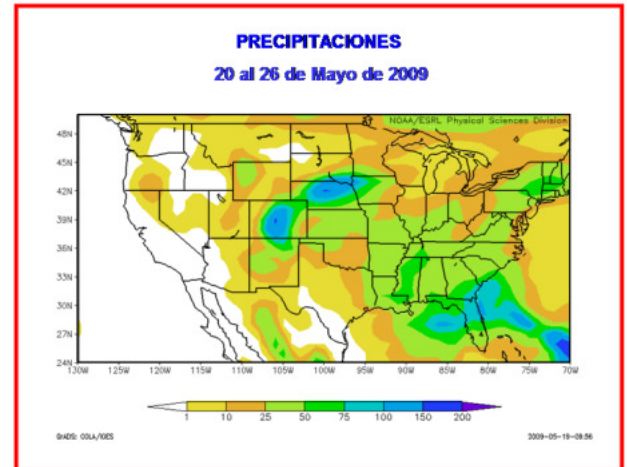 PRECIPITACIONES
20 al 26 de Mayo de 2009
NOAA/ESRL Physical Sciences Division
48N
45N
42N
39N
36N
33N
30N
27N
24N
130W 125W 120W 115W 110W 105W 100W 95W 90W 85W 80W 75W 70W
1 10 25 50 75 100 150 200
GrADS: COLA/IGES
2009-05-19-09:56